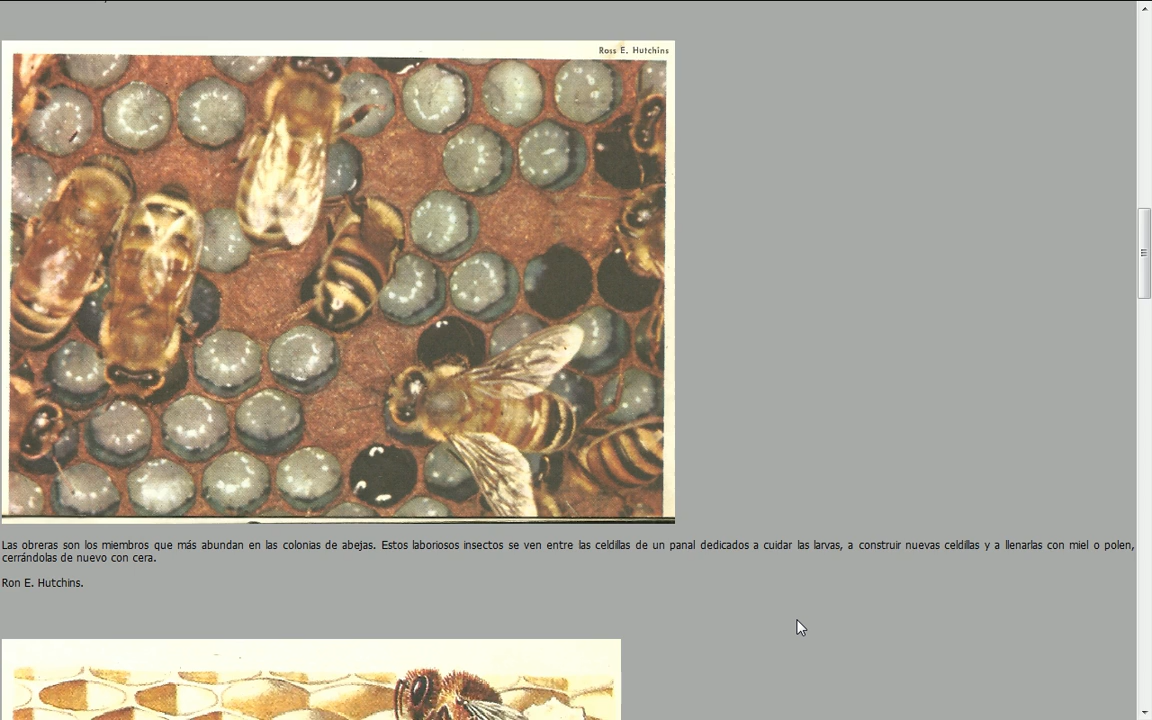 Ross E. Hutchins
Las obreras son los miembros que más abundan en las colonias de abejas. Estos laboriosos insectos se ven entre las celdillas de un panal dedicados a cuidar las larvas, a construir nuevas celdillas y a llenarlas con miel o polen,
cerrándolas de nuevo con cera.
Ron E. Hutchins.